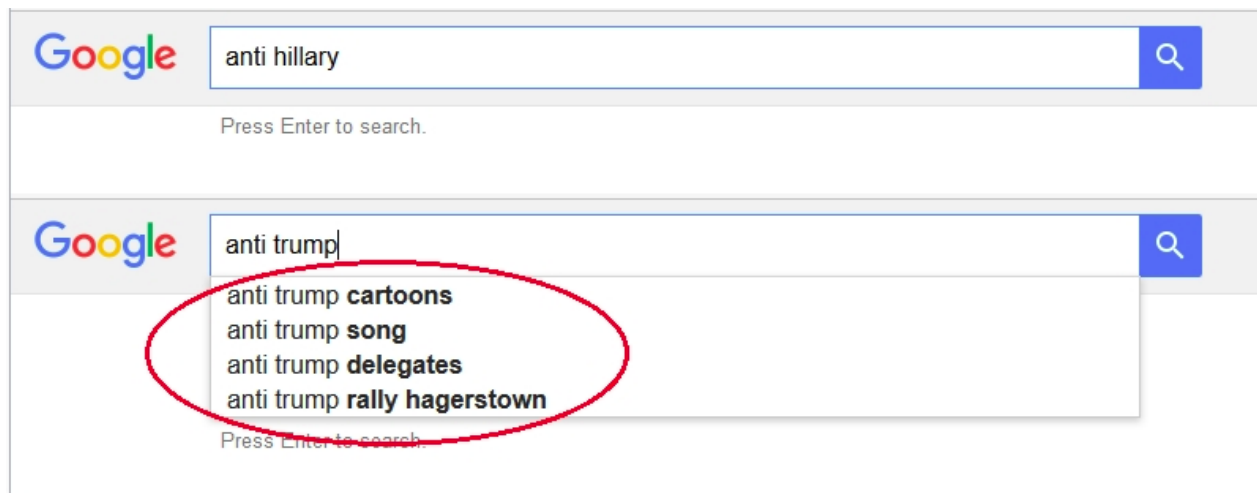 Google
anti hillary
Press Enter to search.
Google
anti trump
anti trump cartoons
anti trump song
anti trump delegates
anti trump rally hagerstown
Press Enter to search.